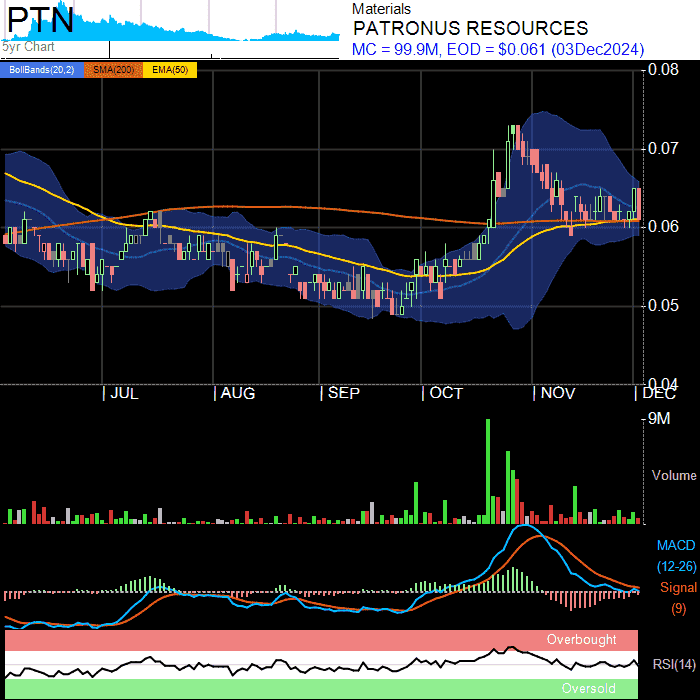 PTN
5yr Chart
Materials
PATRONUS RESOURCES
MC = 99.9M, EOD = $0.061 (03Dec2024)
BollBands(20,2) SMA(200) EMA(50)
0.08
0.07
0.06
0.05
0.04
| JUL | AUG | SEP | OCT | NOV | DEC
9M
Volume
MACD
(12-26)
Signal
(9)
Overbought
RSI(14)
Oversold